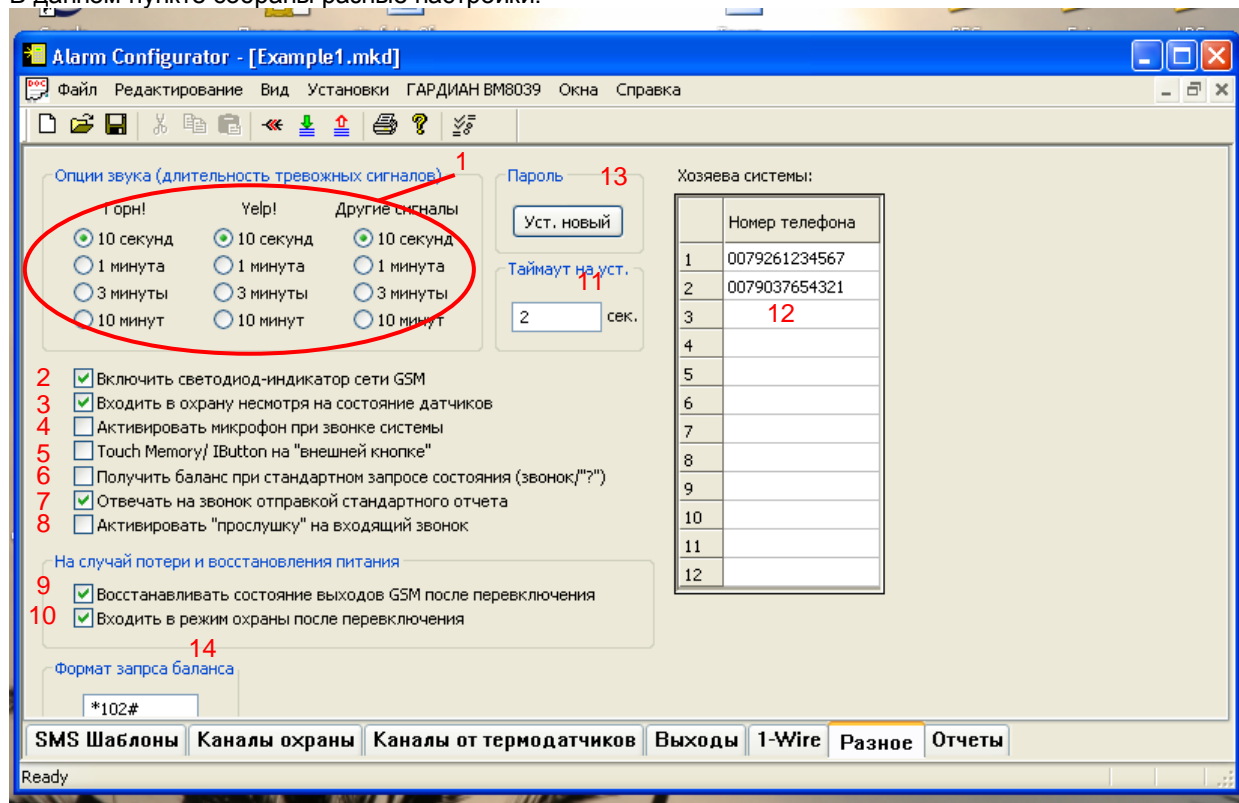 В данном пункте собраны разные настройки.
Alarm Configurator - [Example1.mkd]
Файл Редактирование Вид Установки ГАРДИАН ВМ8039 Окна Справка
Опции звука (длительность тревожных сигналов) 1
Горн! Yelp! Другие сигналы
10 секунд 10 секунд 10 секунд
1 минута 1 минута 1 минута
3 минуты 3 минуты 3 минуты
10 минут 10 минут 10 минут
Пароль 13
Уст. новый
Таймаут на уст.
11
2 сек.
Хозяева системы:
Номер телефона
1 0079261234567
2 0079037654321
3 12
4
5
6
7
8
9
10
11
12
2 Включить светодиод-индикатор сети GSM
3 Входить в охрану несмотря на состояние датчиков
4 Активировать микрофон при звонке системы
5 Touch Memory/ IButton на "внешней кнопке"
6 Получить баланс при стандартном запросе состояния (звонок/"?")
7 Отвечать на звонок отправкой стандартного отчета
8 Активировать "прослушку" на входящий звонок
На случай потери и восстановления питания
9 Восстанавливать состояние выходов GSM после перевключения
10 Входить в режим охраны после перевключения
14
Формат запрса баланса
*102#
SMS Шаблоны Каналы охраны Каналы от термодатчиков Выходы 1-Wire Разное Отчеты
Ready